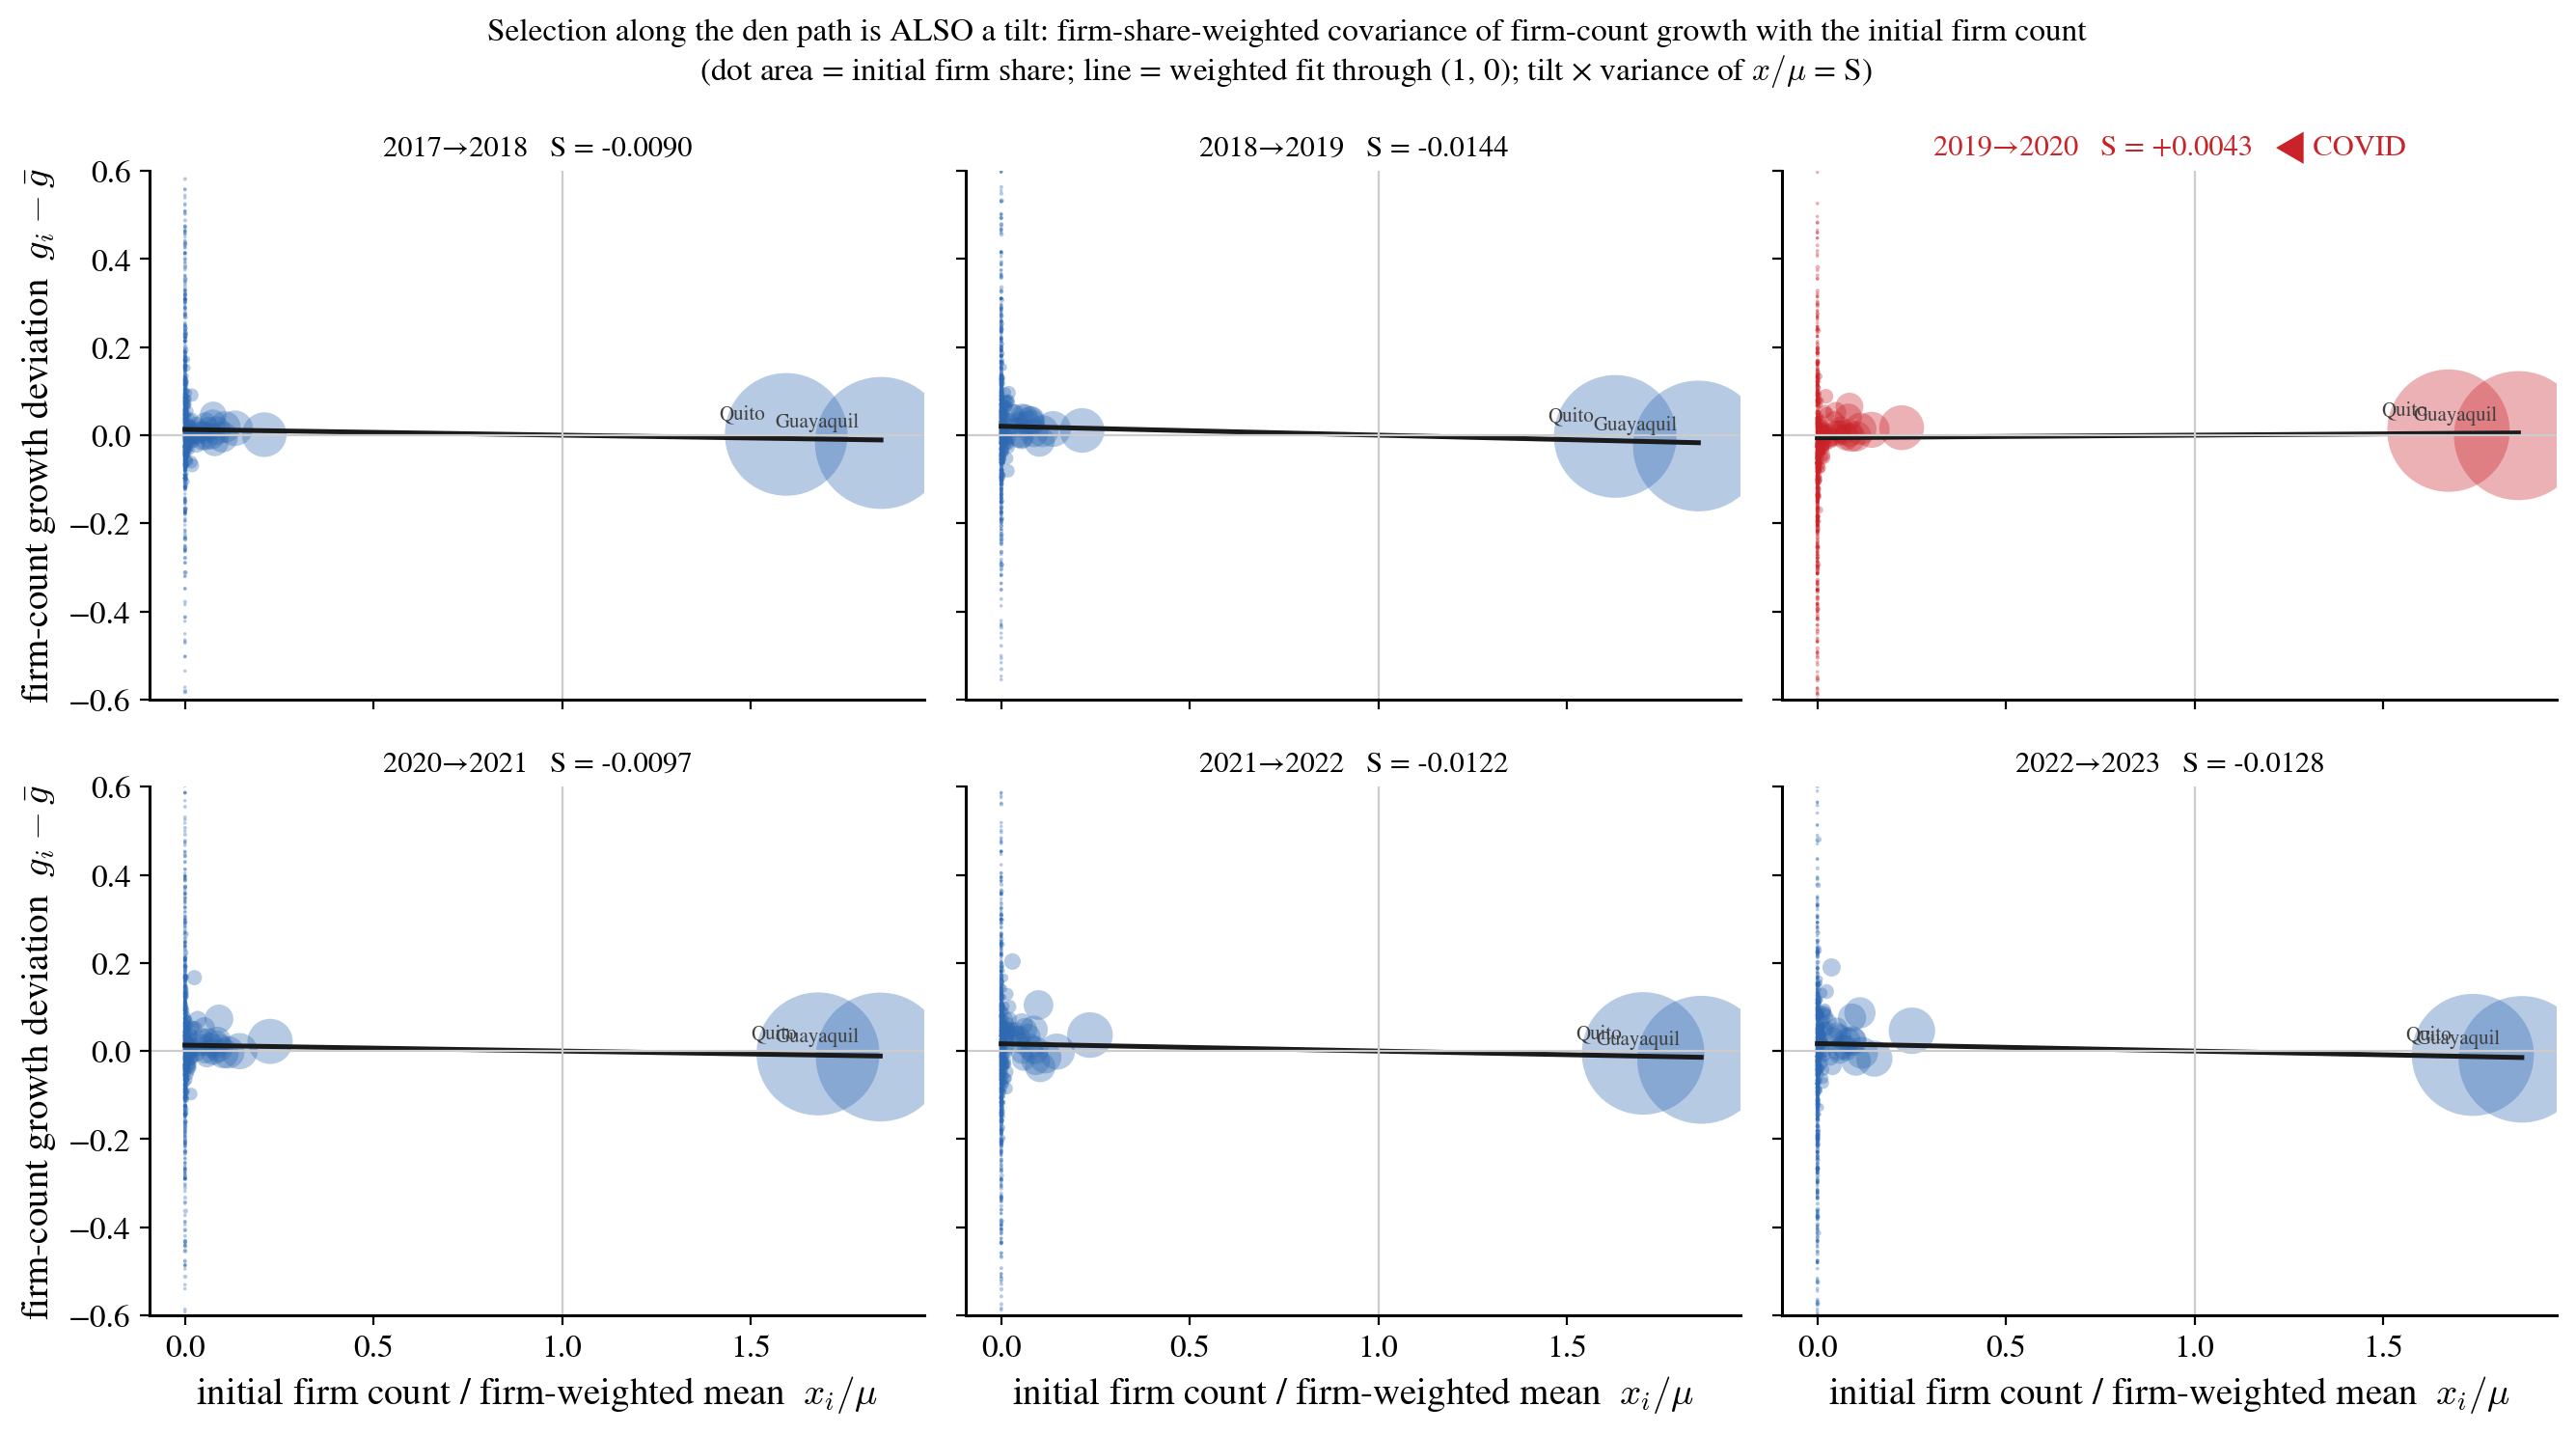 Selection along the den path is ALSO a tilt: firm-share-weighted covariance of firm-count growth with the initial firm count
(dot area = initial firm share; line = weighted fit through (1, 0); tilt × variance of x/μ = S)
2017→2018 S = -0.0090
2018→2019 S = -0.0144
2019→2020 S = +0.0043 ◀ COVID
firm-count growth deviation g_i − g̅
0.6
0.4
0.2
0.0
−0.2
−0.4
−0.6
Quito
Guayaquil
Quito
Guayaquil
Quito
Guayaquil
2020→2021 S = -0.0097
2021→2022 S = -0.0122
2022→2023 S = -0.0128
firm-count growth deviation g_i − g̅
0.6
0.4
0.2
0.0
−0.2
−0.4
−0.6
Quito
Guayaquil
Quito
Guayaquil
Quito
Guayaquil
0.0 0.5 1.0 1.5
0.0 0.5 1.0 1.5
0.0 0.5 1.0 1.5
initial firm count / firm-weighted mean x_i/μ
initial firm count / firm-weighted mean x_i/μ
initial firm count / firm-weighted mean x_i/μ